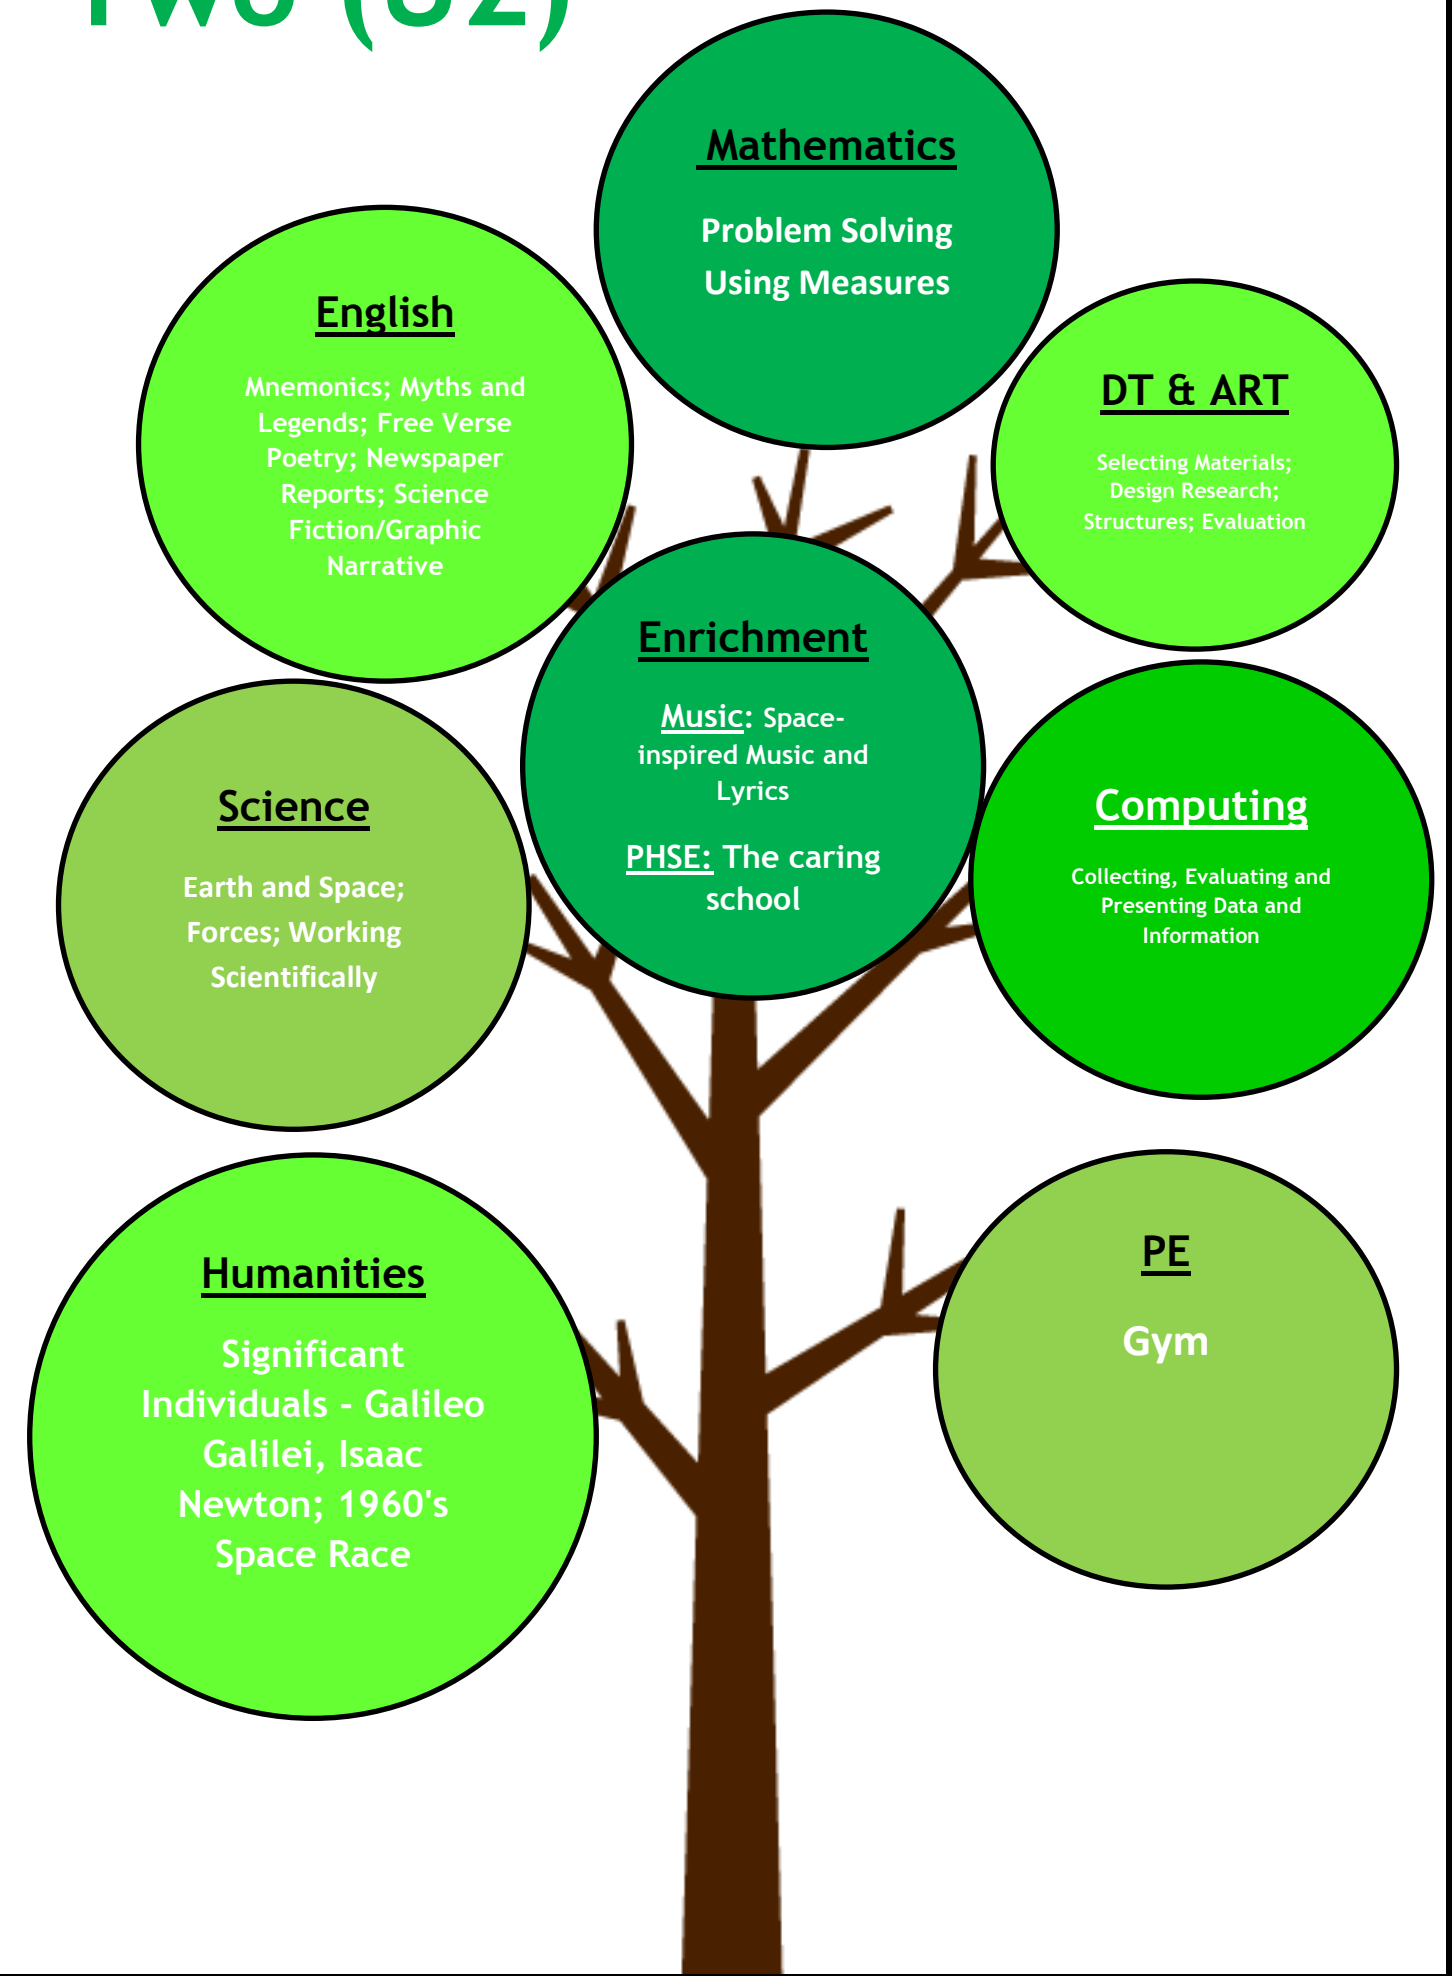 Two (U2)
Mathematics
Problem Solving
Using Measures
English
Mnemonics; Myths and
Legends; Free Verse
Poetry; Newspaper
Reports; Science
Fiction/Graphic
Narrative
DT & ART
Selecting Materials;
Design Research;
Structures; Evaluation
Enrichment
Music: Space-
inspired Music and
Lyrics
PHSE: The caring
school
Science
Earth and Space;
Forces; Working
Scientifically
Computing
Collecting, Evaluating and
Presenting Data and
Information
Humanities
Significant
Individuals - Galileo
Galilei, Isaac
Newton; 1960's
Space Race
PE
Gym